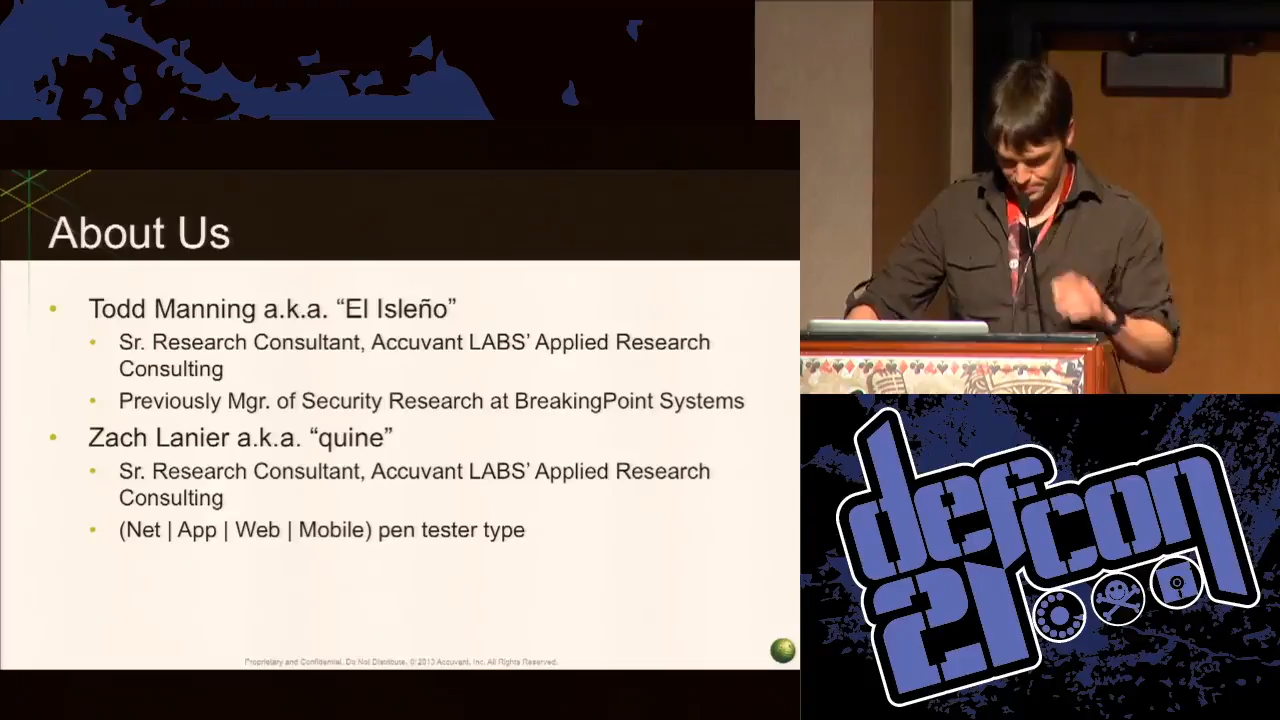 About Us
• Todd Manning a.k.a. “El Isleño”
• Sr. Research Consultant, Accuvant LABS’ Applied Research
Consulting
• Previously Mgr. of Security Research at BreakingPoint Systems
• Zach Lanier a.k.a. “quine”
• Sr. Research Consultant, Accuvant LABS’ Applied Research
Consulting
• (Net | App | Web | Mobile) pen tester type
Proprietary and Confidential. Do Not Distribute. © 2013 Accuvant, Inc. All Rights Reserved.
defcon
21